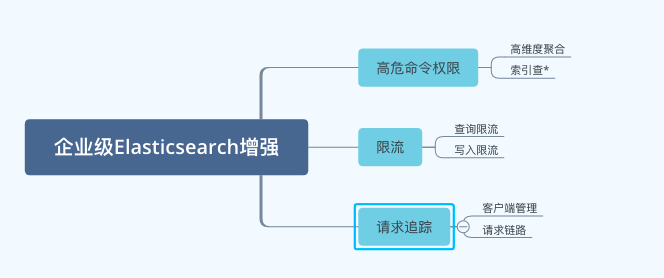 企业级Elasticsearch增强
高危命令权限
高维度聚合
索引查*
限流
查询限流
写入限流
请求追踪
客户端管理
请求链路